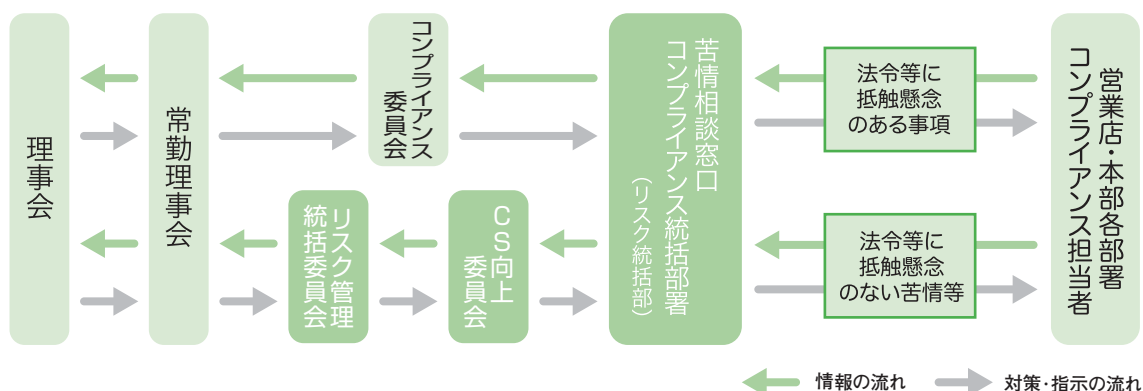 理事会
常勤理事会
コンプライアンス
委員会
リスク管理
統括委員会
CS向上
委員会
苦情相談窓口
コンプライアンス統括部署
（リスク統括部）
法令等に
抵触懸念
のある事項
法令等に
抵触懸念
のない苦情等
営業店・本部各部署
コンプライアンス担当者
情報の流れ
対策・指示の流れ